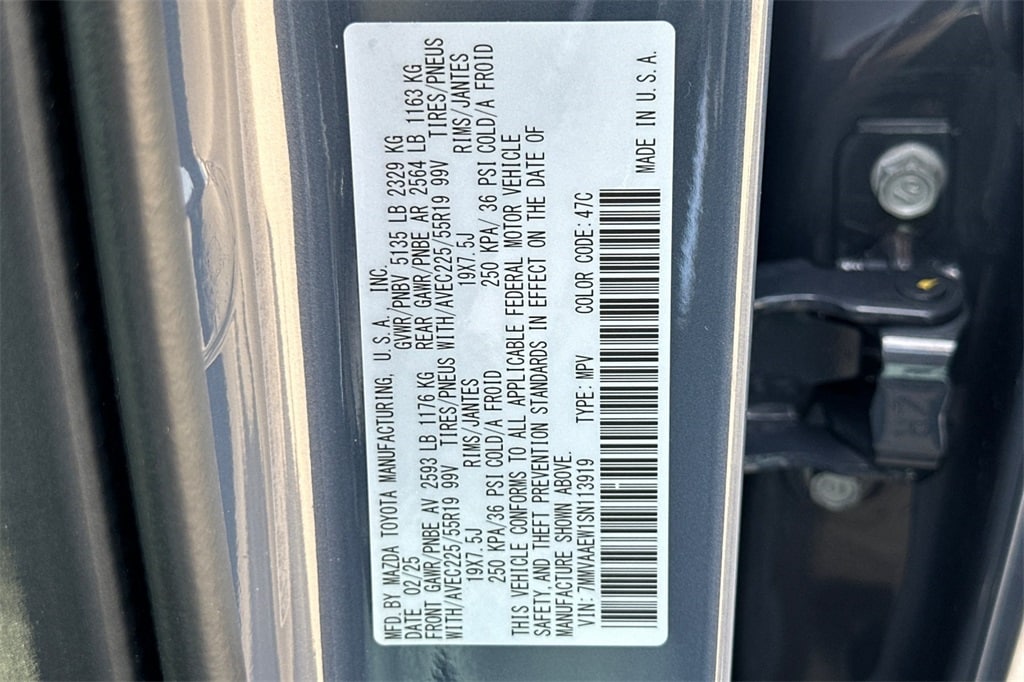 MFD. BY MAZDA TOYOTA MANUFACTURING, U. S. A., INC.
DATE 02/25 GVWR/PNBV 5135 LB 2329 KG
FRONT GAWR/PNBE AV 2593 LB 1176 KG REAR GAWR/PNBE AR 2564 LB 1163 KG
WITH/AVEC225/55R19 99V TIRES/PNEUS WITH/AVEC225/55R19 99V TIRES/PNEUS
19X7. 5J RIMS/JANTES 19X7. 5J RIMS/JANTES
250 KPA/36 PSI COLD/A FROID 250 KPA/ 36 PSI COLD/A FROID
THIS VEHICLE CONFORMS TO ALL APPLICABLE FEDERAL MOTOR VEHICLE
SAFETY AND THEFT PREVENTION STANDARDS IN EFFECT ON THE DATE OF
MANUFACTURE SHOWN ABOVE.
VIN: 7MMVAAEW1SN113919 TYPE: MPV COLOR CODE: 47C
MADE IN U. S. A.